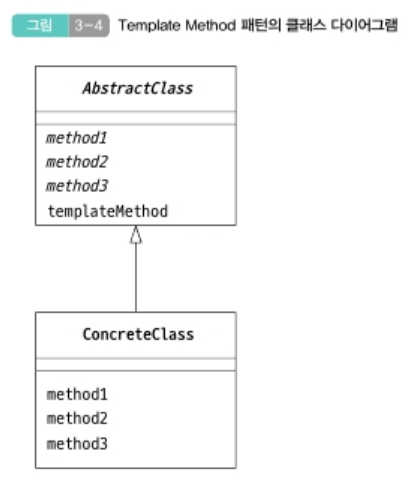 그림 3-4 Template Method 패턴의 클래스 다이어그램
AbstractClass
method1
method2
method3
templateMethod
ConcreteClass
method1
method2
method3